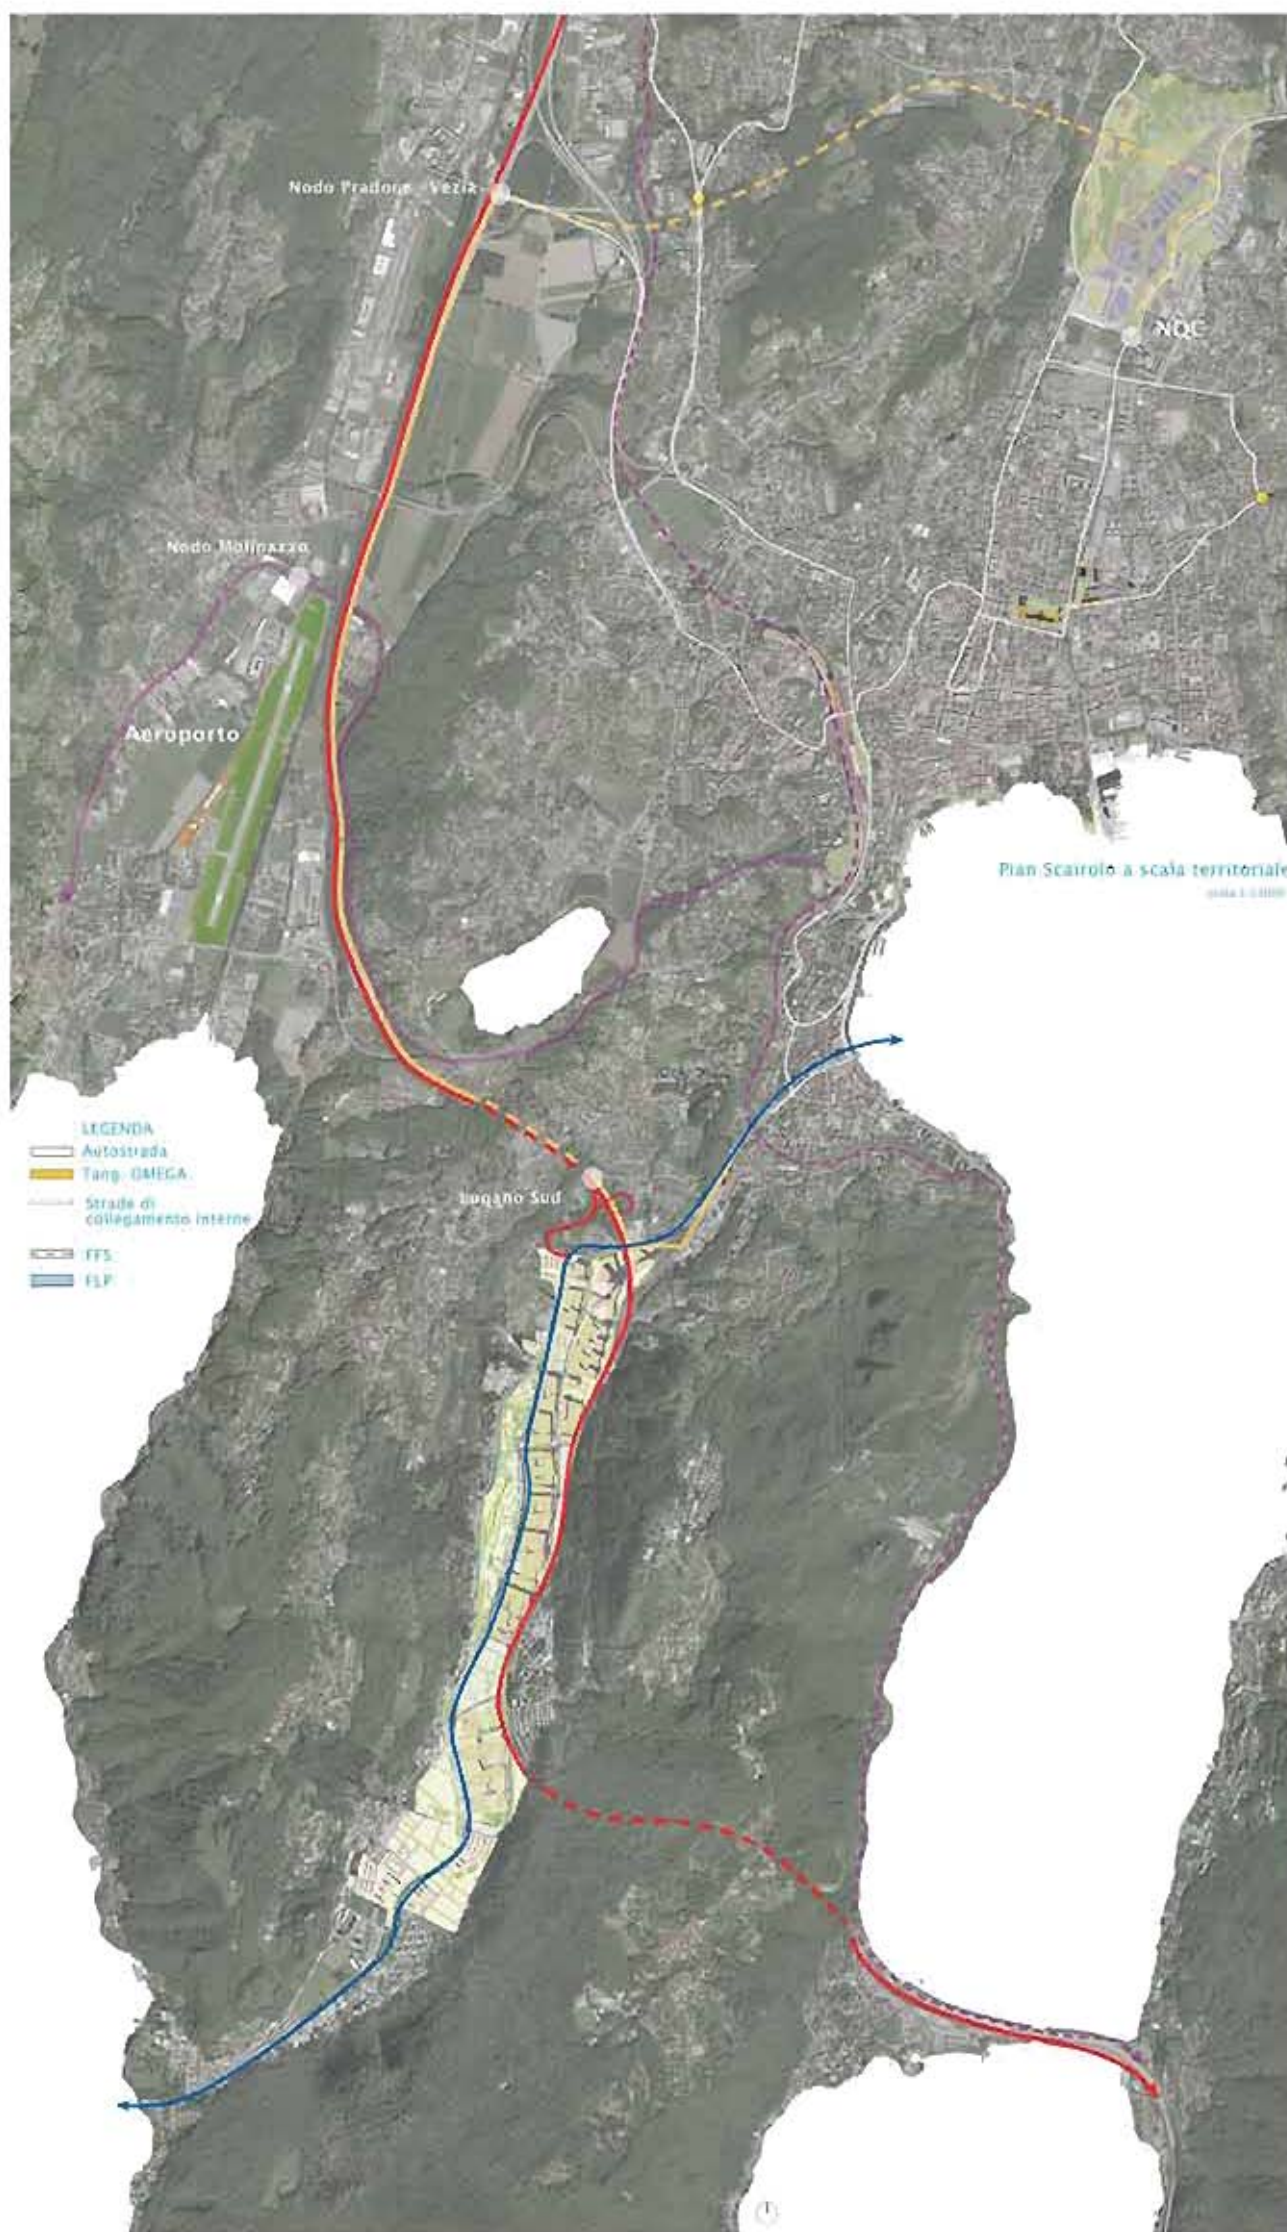 Nodo Pradone - Vezia
NQC
Nodo Molinazzo
Aeroporto
Pian Scairolo a scala territoriale
LEGENDA
Autostrada
Tang. OMEGA
Strade di
collegamento interne
FFS
FLP
Lugano Sud